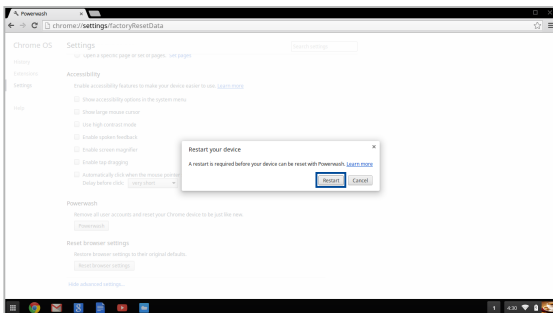 Powerwash
chrome://settings/factoryResetData
Chrome OS
Settings
Search settings
History
Extensions
Settings
Help
Open a specific page or set of pages. Set pages
Accessibility
Enable accessibility features to make your device easier to use. Learn more
Show accessibility options in the system menu
Show large mouse cursor
Use high contrast mode
Enable spoken feedback
Enable screen magnifier
Enable tap dragging
Automatically click when the mouse pointer
Delay before click: very short
Powerwash
Remove all user accounts and reset your Chrome device to be just like new.
Powerwash
Reset browser settings
Restore browser settings to their original defaults.
Reset browser settings
Hide advanced settings...
Restart your device
A restart is required before your device can be reset with Powerwash. Learn more
Restart
Cancel
1 4:30